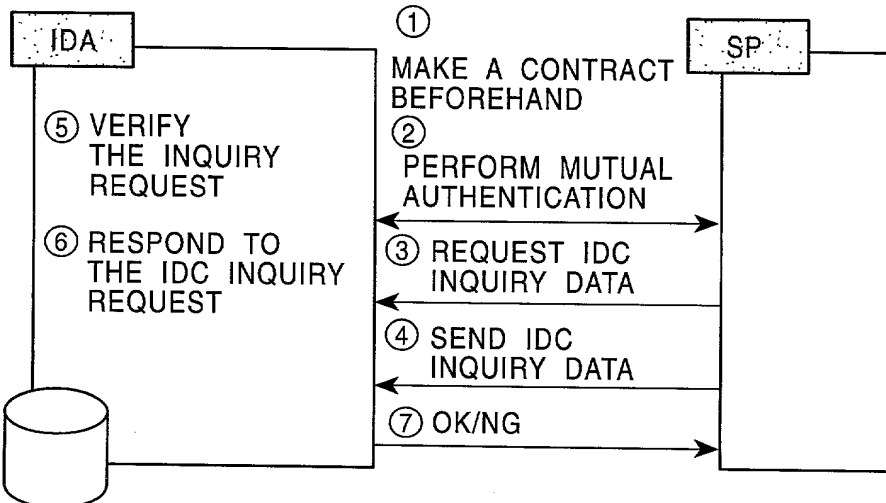 IDA
①
SP
MAKE A CONTRACT
BEFOREHAND
⑤ VERIFY
THE INQUIRY
REQUEST
②
PERFORM MUTUAL
AUTHENTICATION
⑥ RESPOND TO
THE IDC INQUIRY
REQUEST
③ REQUEST IDC
INQUIRY DATA
④ SEND IDC
INQUIRY DATA
⑦ OK/NG